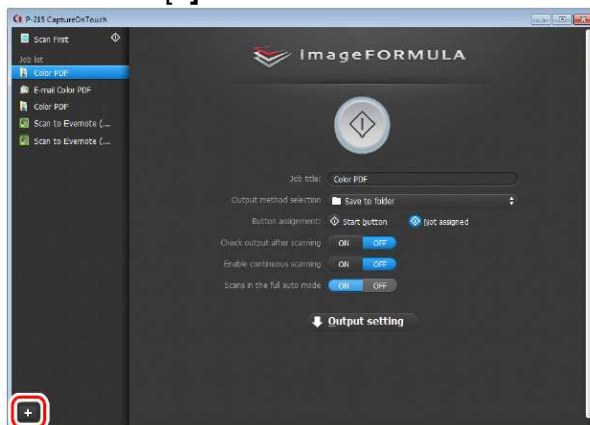 P-215 CaptureOnTouch
Scan First
Job list
Color PDF
E-mail Color PDF
Color PDF
Scan to Evernote (...
Scan to Evernote (...
imageFORMULA
Job title: Color PDF
Output method selection Save to folder
Button assignment: Start button Not assigned
Check output after scanning ON OFF
Enable continuous scanning ON OFF
Scans in the full auto mode ON OFF
Output setting
+